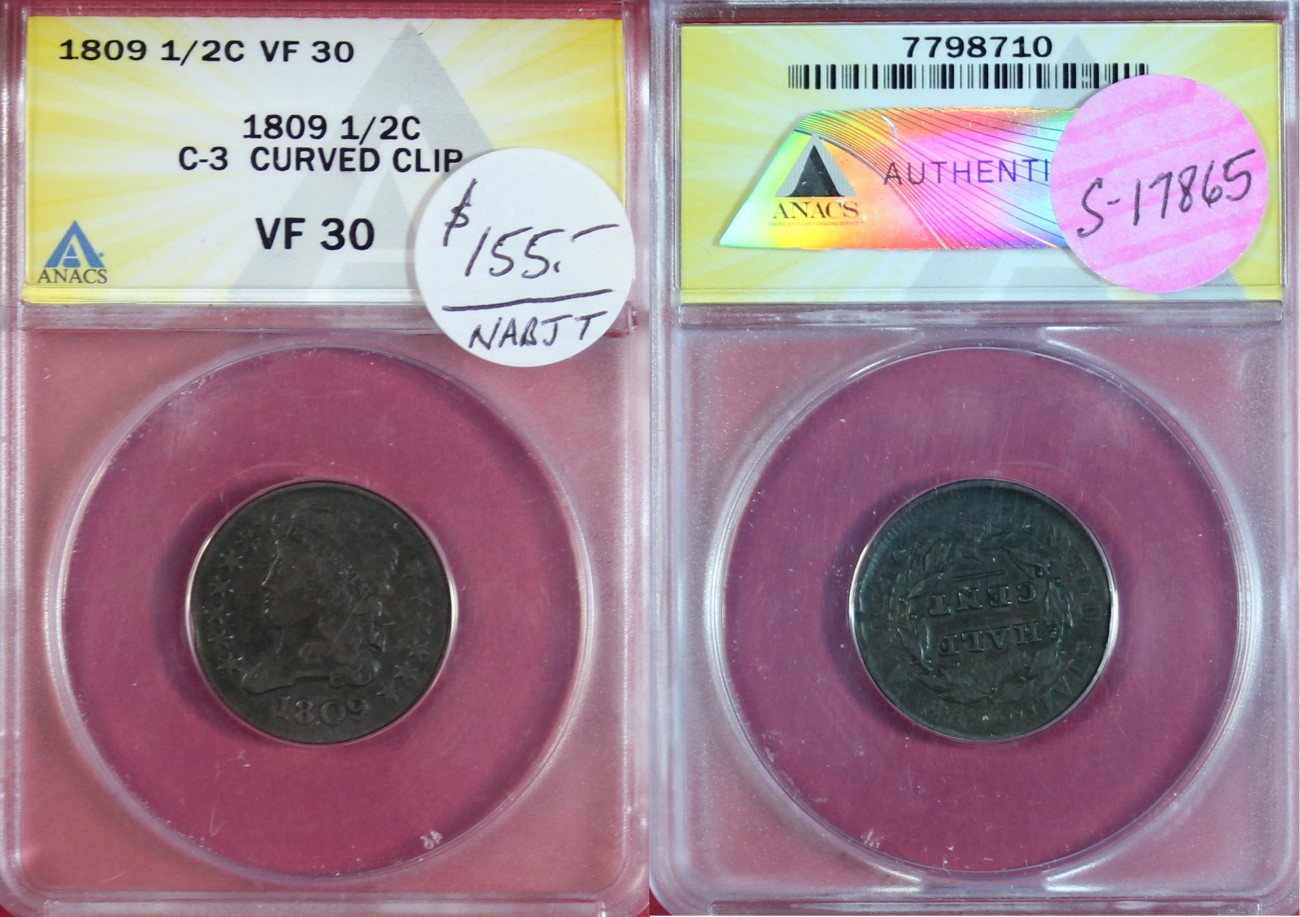 1809 1/2C VF 30
1809 1/2C
C-3 CURVED CLIP
VF 30
ANACS
$155.-
NABJT
1809
7798710
AUTHENTI
ANACS
S-17865
HALF
CENT